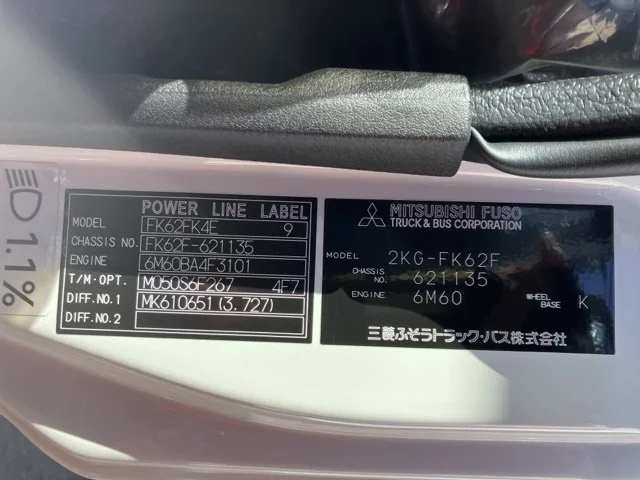 1.1%
POWER LINE LABEL
MODEL FK62FK4E 9
CHASSIS NO. FK62F-621135
ENGINE 6M60BA4F3101
T/M・OPT. M050S6F267 4F7
DIFF. NO.1 MK610651 (3.727)
DIFF. NO.2
MITSUBISHI FUSO
TRUCK & BUS CORPORATION
MODEL 2KG-FK62F
CHASSIS NO. 621135
ENGINE 6M60 WHEEL BASE K
三菱ふそうトラック・バス株式会社